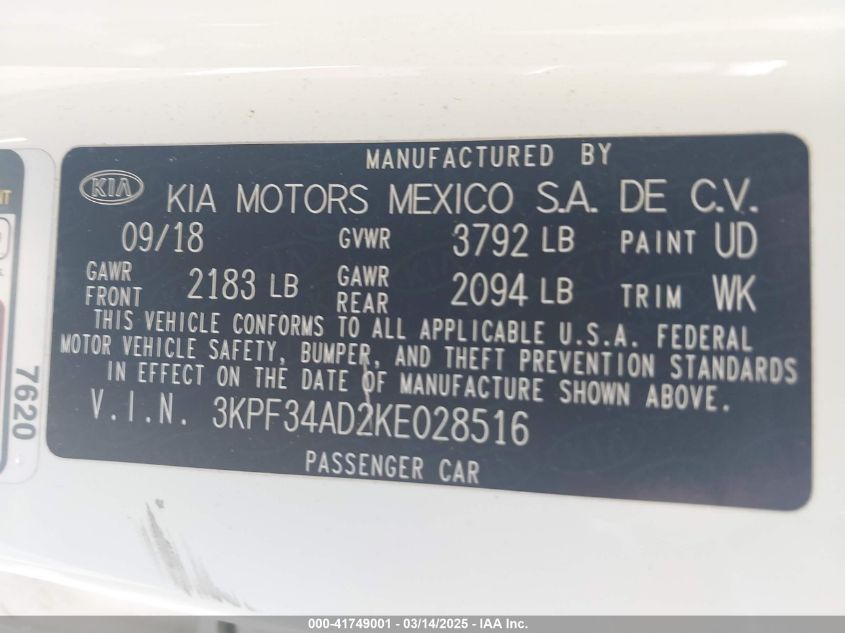 MANUFACTURED BY
KIA KIA MOTORS MEXICO S.A. DE C.V.
09/18 GVWR 3792 LB PAINT UD
GAWR FRONT 2183 LB GAWR REAR 2094 LB TRIM WK
THIS VEHICLE CONFORMS TO ALL APPLICABLE U.S.A. FEDERAL
MOTOR VEHICLE SAFETY, BUMPER, AND THEFT PREVENTION STANDARDS
IN EFFECT ON THE DATE OF MANUFACTURE SHOWN ABOVE.
V.I.N. 3KPF34AD2KE028516
PASSENGER CAR
7620
000-41749001 - 03/14/2025 - IAA Inc.